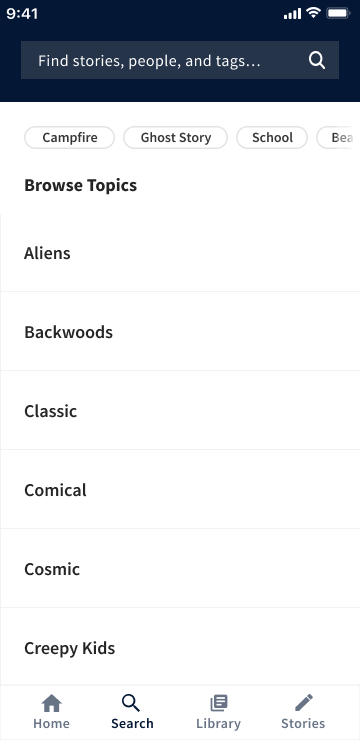 9:41
Find stories, people, and tags...
Campfire Ghost Story School
Browse Topics
Aliens
Backwoods
Classic
Comical
Cosmic
Creepy Kids
Home Search Library Stories